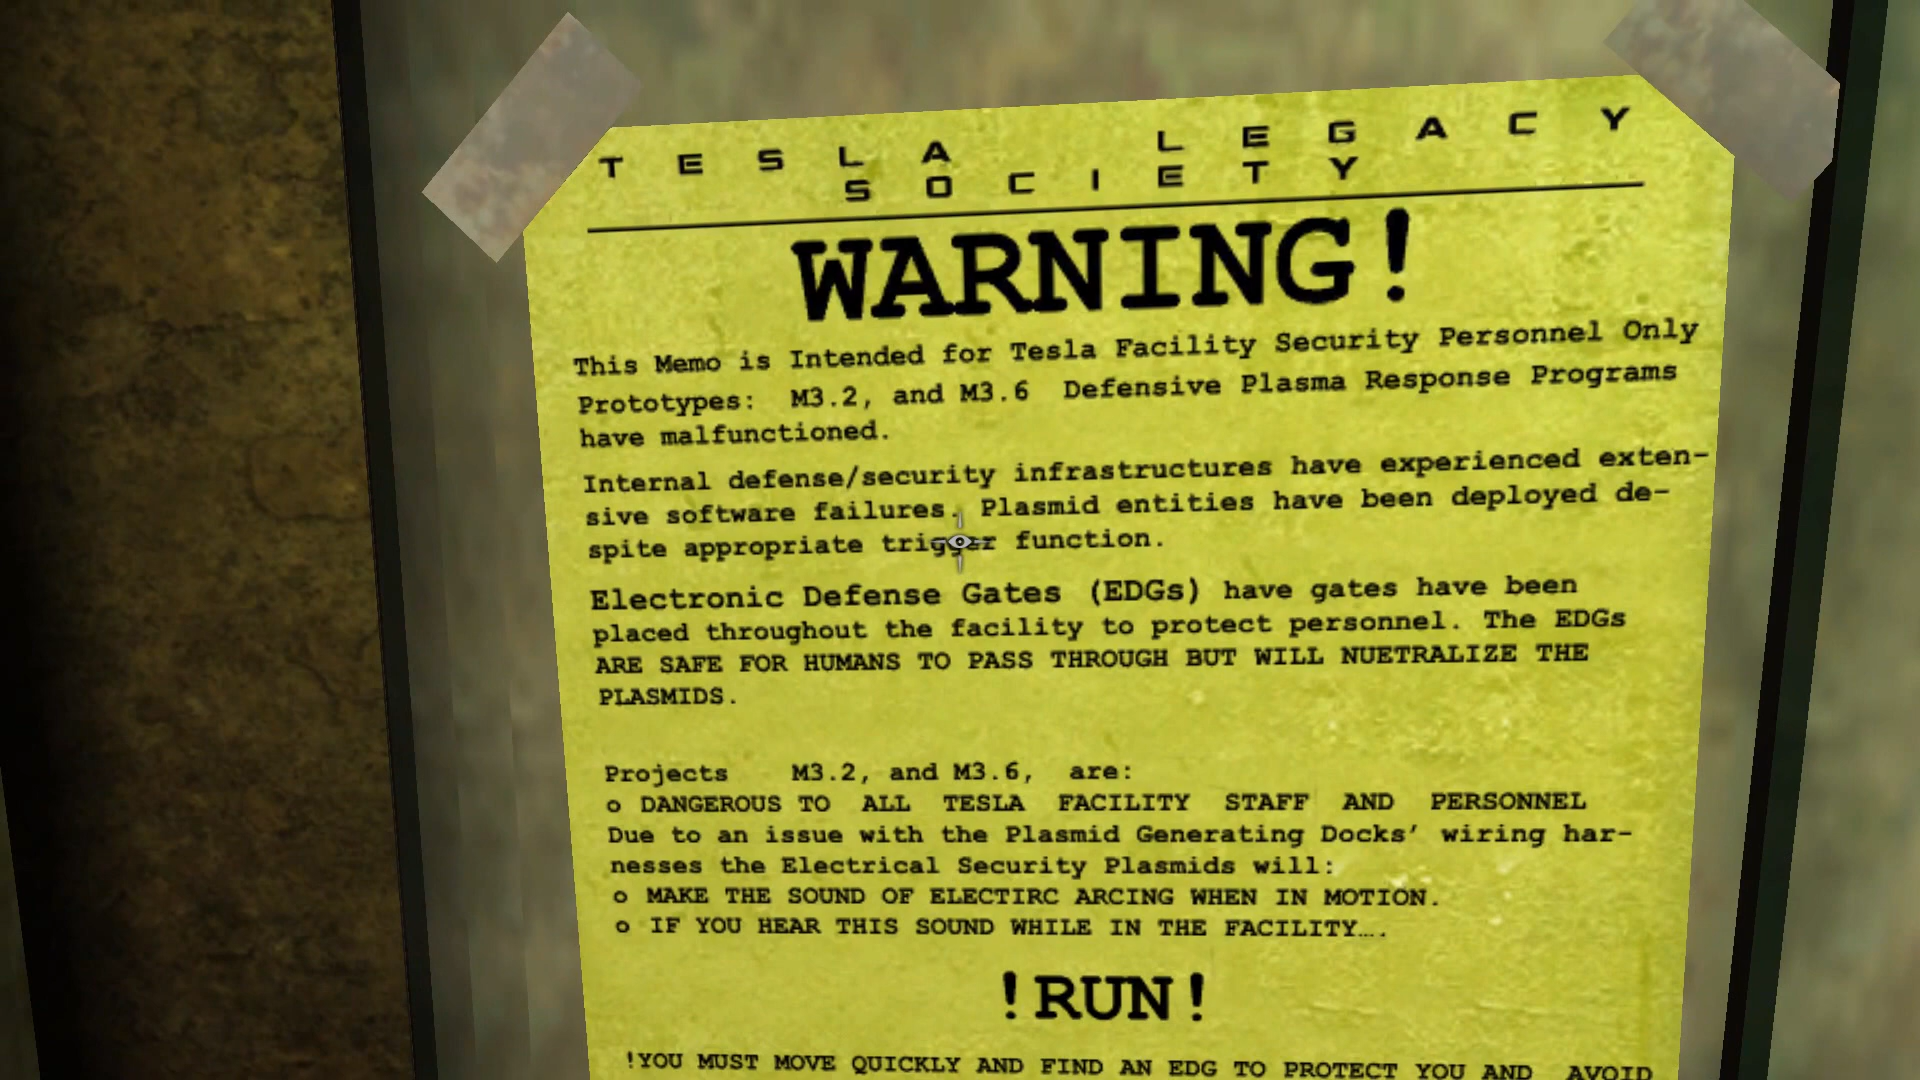 TESLA LEGACY
SOCIETY
WARNING!
This Memo is Intended for Tesla Facility Security Personnel Only
Prototypes: M3.2, and M3.6 Defensive Plasma Response Programs
have malfunctioned.
Internal defense/security infrastructures have experienced exten-
sive software failures. Plasmid entities have been deployed de-
spite appropriate trigger function.
Electronic Defense Gates (EDGs) have gates have been
placed throughout the facility to protect personnel. The EDGs
ARE SAFE FOR HUMANS TO PASS THROUGH BUT WILL NUETRALIZE THE
PLASMIDS.
Projects M3.2, and M3.6, are:
o DANGEROUS TO ALL TESLA FACILITY STAFF AND PERSONNEL
Due to an issue with the Plasmid Generating Docks' wiring har-
nesses the Electrical Security Plasmids will:
o MAKE THE SOUND OF ELECTIRC ARCING WHEN IN MOTION.
o IF YOU HEAR THIS SOUND WHILE IN THE FACILITY….
!RUN!
!YOU MUST MOVE QUICKLY AND FIND AN EDG TO PROTECT YOU AND AVOID